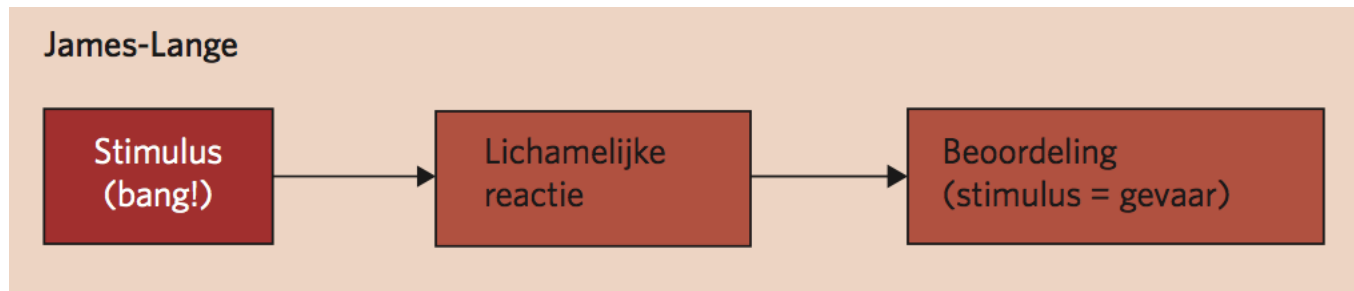 James-Lange
Stimulus
(bang!)
Lichamelijke
reactie
Beoordeling
(stimulus = gevaar)